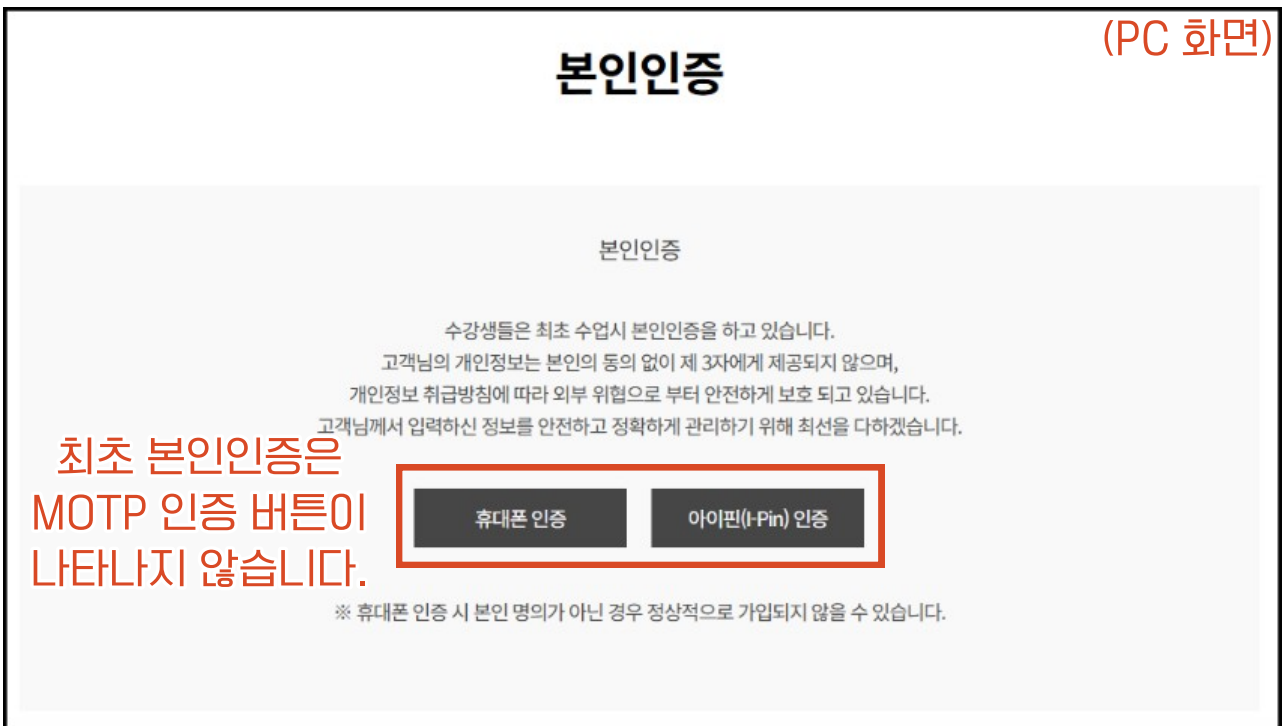 (PC 화면)
본인인증
본인인증
수강생들은 최초 수업시 본인인증을 하고 있습니다.
고객님의 개인정보는 본인의 동의 없이 제 3자에게 제공되지 않으며,
개인정보 취급방침에 따라 외부 위협으로 부터 안전하게 보호 되고 있습니다.
고객님께서 입력하신 정보를 안전하고 정확하게 관리하기 위해 최선을 다하겠습니다.
최초 본인인증은
MOTP 인증 버튼이
나타나지 않습니다.
휴대폰 인증
아이핀(I-Pin) 인증
※ 휴대폰 인증 시 본인 명의가 아닌 경우 정상적으로 가입되지 않을 수 있습니다.